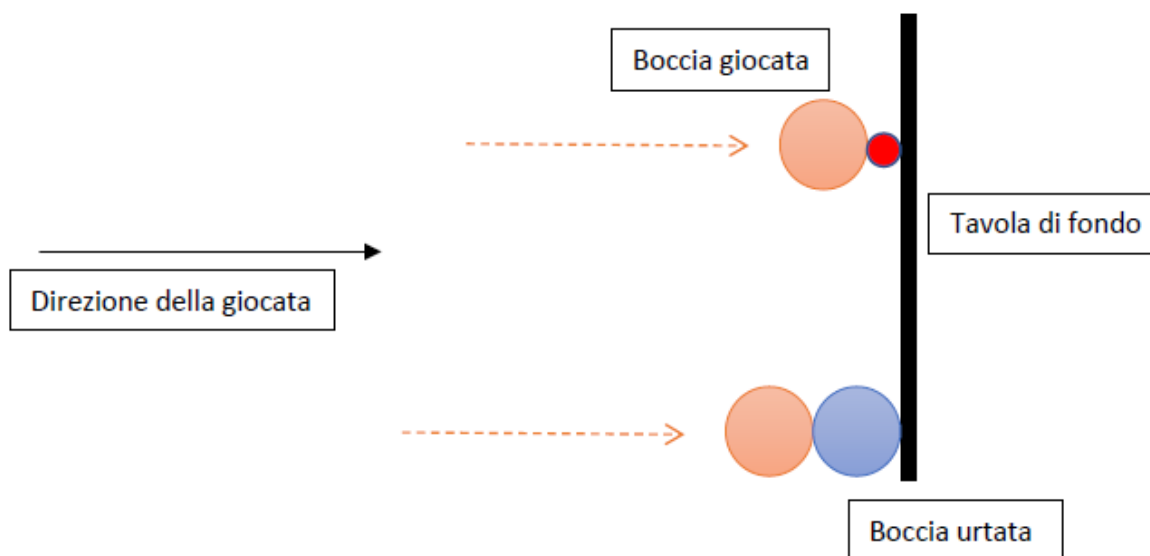 Boccia giocata
Tavola di fondo
Direzione della giocata
Boccia urtata